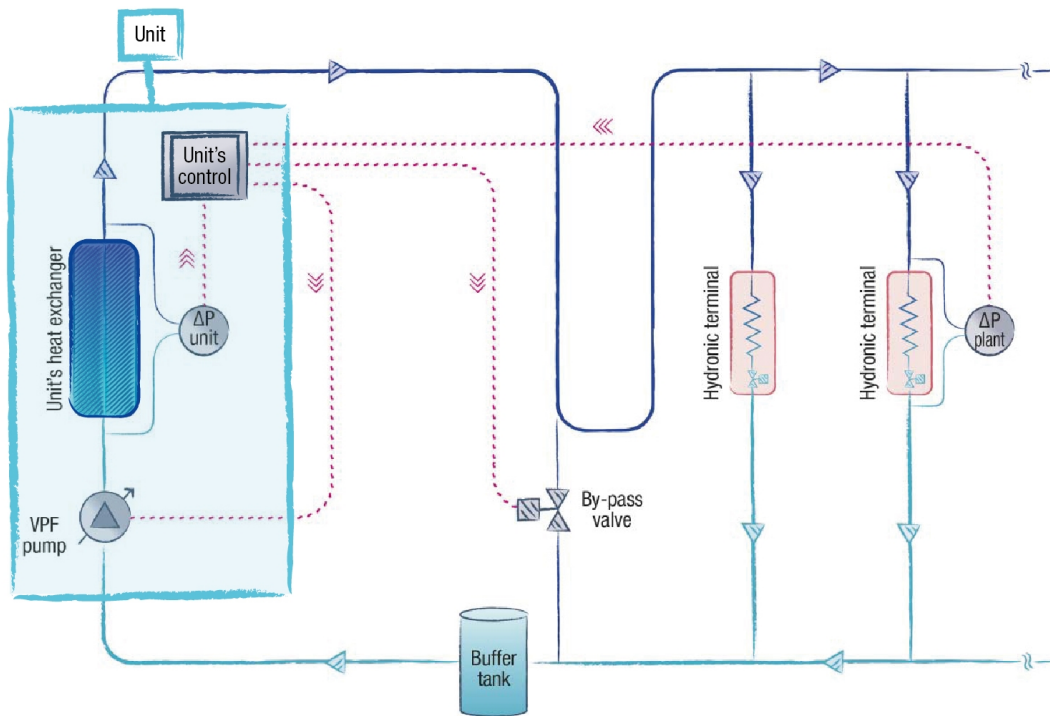 Unit
Unit's
control
Unit's heat exchanger
ΔP
unit
VPF
pump
By-pass
valve
Buffer
tank
Hydronic terminal
Hydronic terminal
ΔP
plant